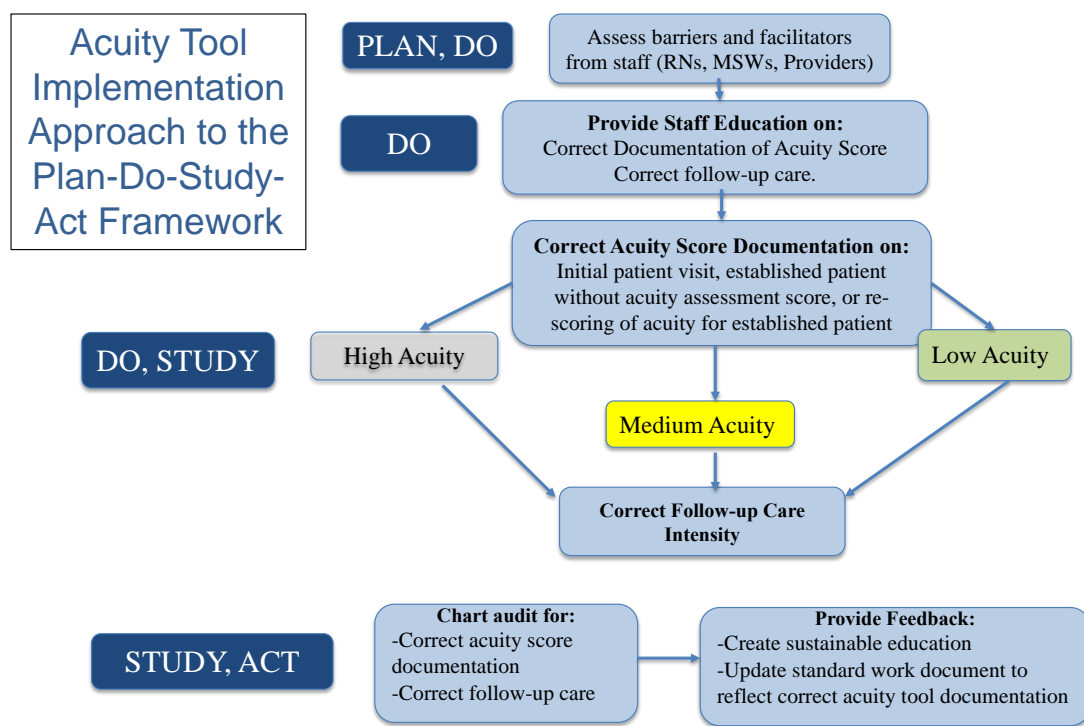 Acuity Tool
Implementation
Approach to the
Plan-Do-Study-
Act Framework
PLAN, DO
Assess barriers and facilitators
from staff (RNs, MSWs, Providers)
DO
Provide Staff Education on:
Correct Documentation of Acuity Score
Correct follow-up care.
Correct Acuity Score Documentation on:
Initial patient visit, established patient
without acuity assessment score, or re-
scoring of acuity for established patient
DO, STUDY
High Acuity
Low Acuity
Medium Acuity
Correct Follow-up Care
Intensity
STUDY, ACT
Chart audit for:
-Correct acuity score
documentation
-Correct follow-up care
Provide Feedback:
-Create sustainable education
-Update standard work document to
reflect correct acuity tool documentation